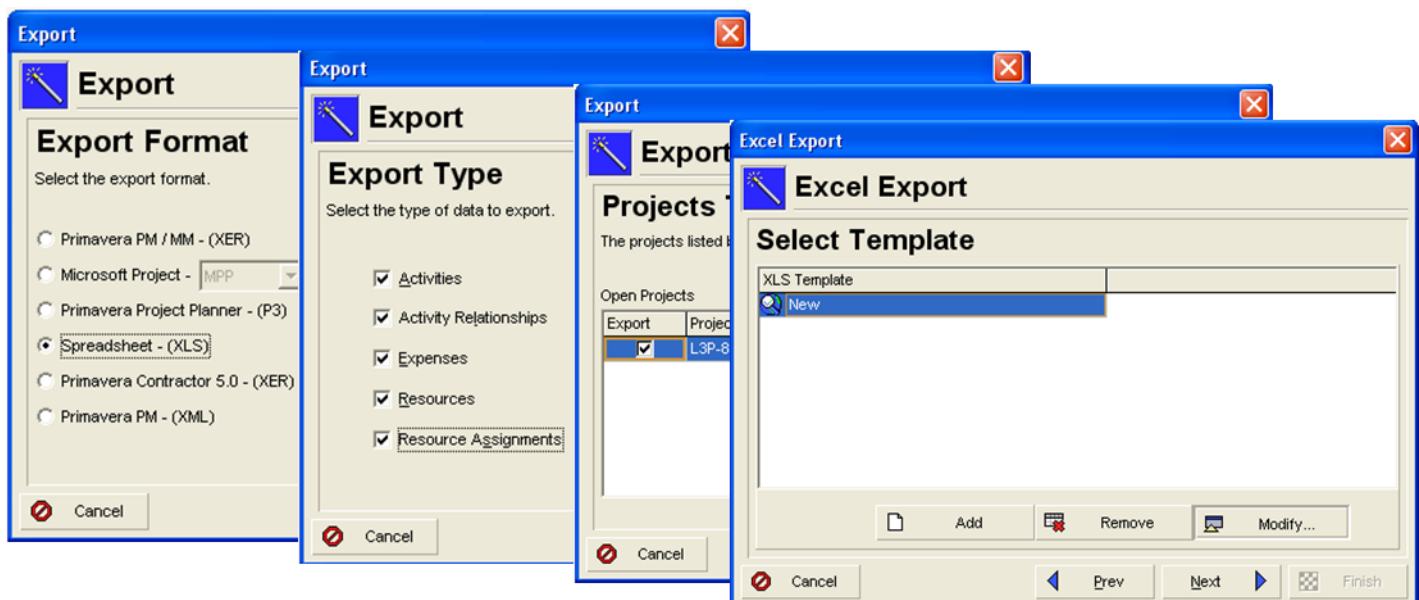 Export
Export
Export Format
Select the export format.
Primavera PM / MM - (XER)
Microsoft Project - MPP
Primavera Project Planner - (P3)
Spreadsheet - (XLS)
Primavera Contractor 5.0 - (XER)
Primavera PM - (XML)
Cancel
Export
Export
Export Type
Select the type of data to export.
Activities
Activity Relationships
Expenses
Resources
Resource Assignments
Cancel
Export
Export
Projects
The projects listed
Open Projects
Export Projec
L3P-8
Cancel
Excel Export
Excel Export
Select Template
XLS Template
New
Add Remove Modify...
Cancel Prev Next Finish